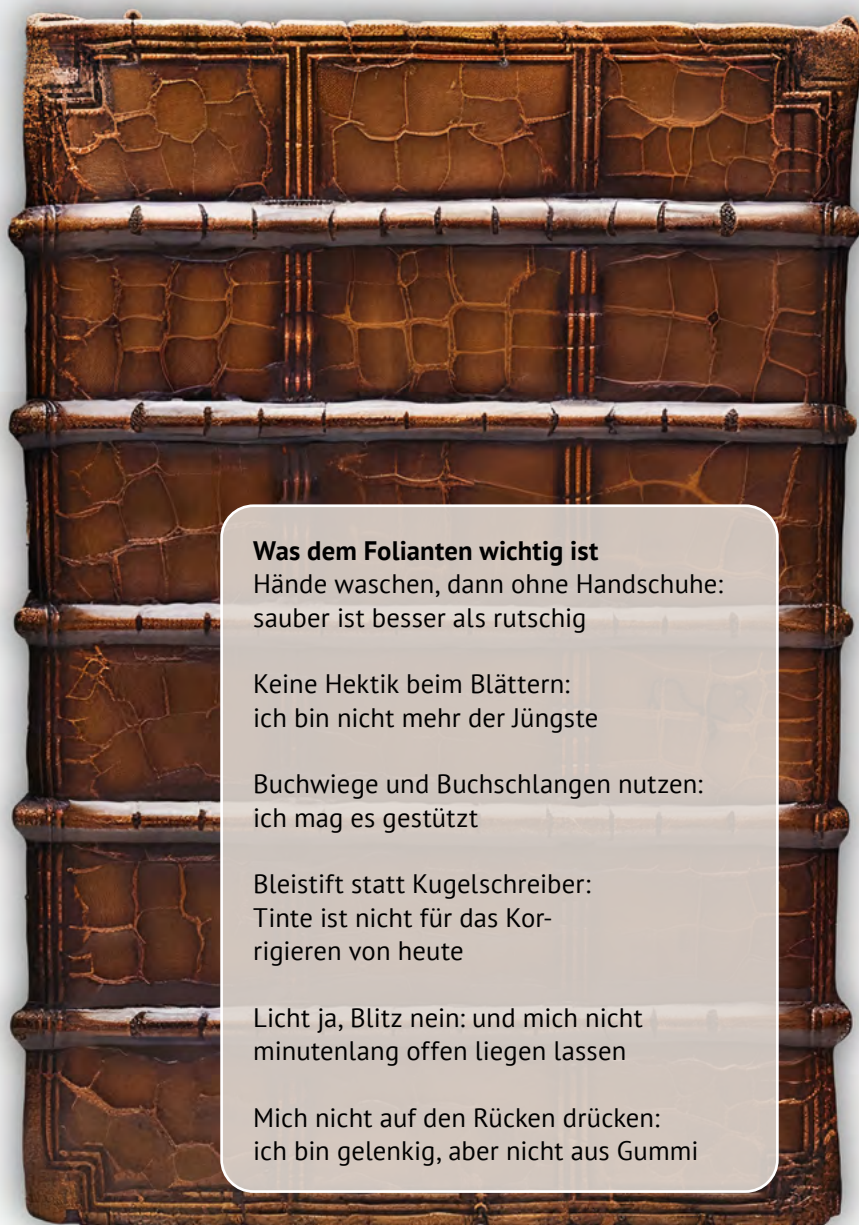 Was dem Folianten wichtig ist
Hände waschen, dann ohne Handschuhe:
sauber ist besser als rutschig
Keine Hektik beim Blättern:
ich bin nicht mehr der Jüngste
Buchwiege und Buchschlangen nutzen:
ich mag es gestützt
Bleistift statt Kugelschreiber:
Tinte ist nicht für das Kor-
rigieren von heute
Licht ja, Blitz nein: und mich nicht
minutenlang offen liegen lassen
Mich nicht auf den Rücken drücken:
ich bin gelenkig, aber nicht aus Gummi